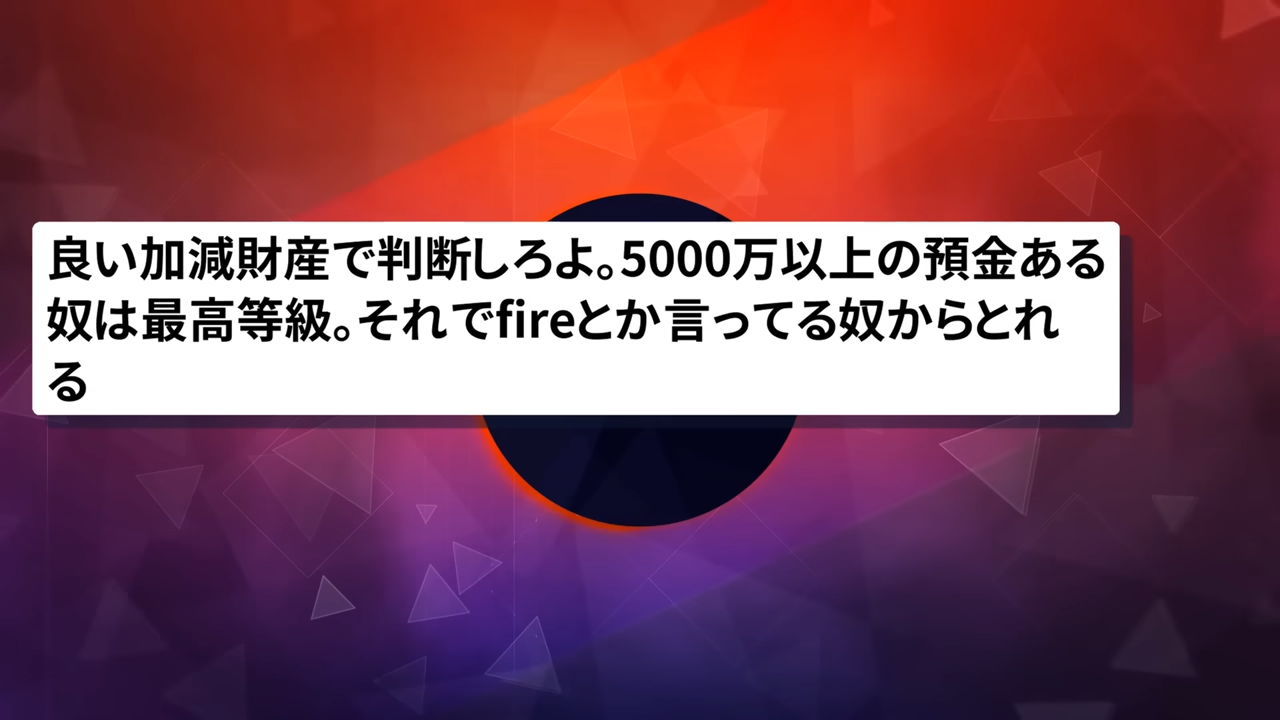 良い加減財産で判断しろよ。5000万以上の預金ある
奴は最高等級。それでfireとか言ってる奴からとれ
る